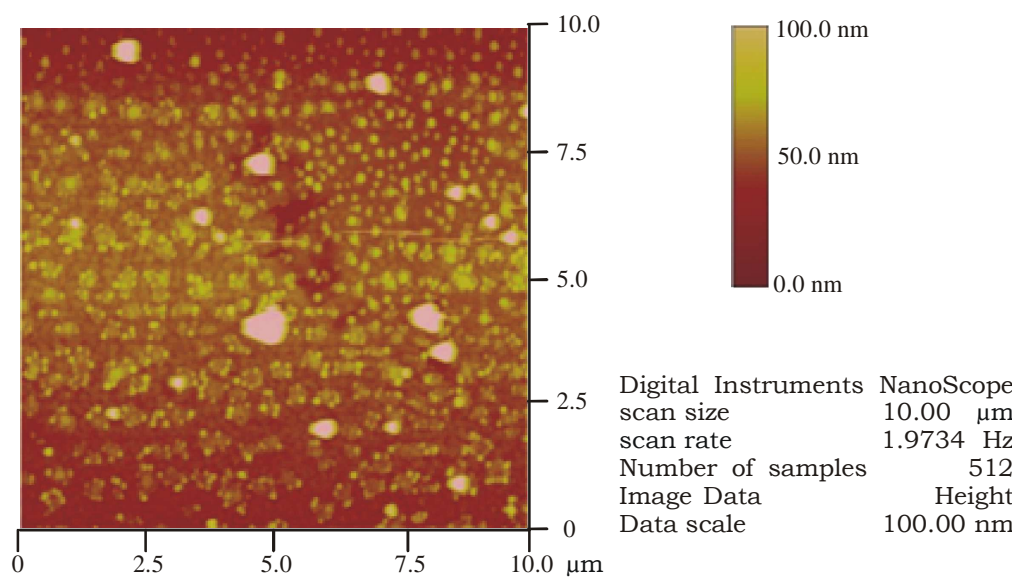 10.0
7.5
5.0
2.5
0
0 2.5 5.0 7.5 10.0 µm
100.0 nm
50.0 nm
0.0 nm
Digital Instruments NanoScope
scan size 10.00 µm
scan rate 1.9734 Hz
Number of samples 512
Image Data Height
Data scale 100.00 nm